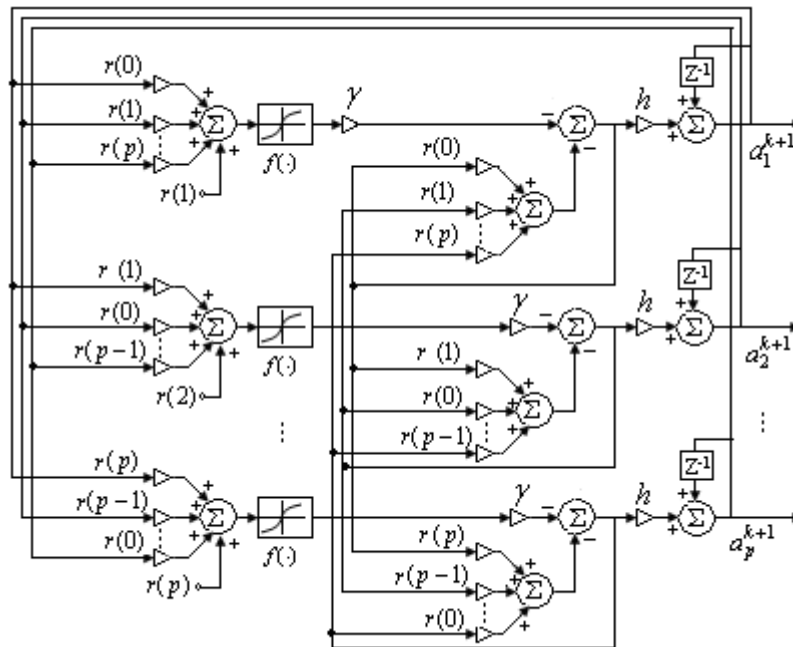 r(0)
r(1)
r(p)
r(1)
+
+
+
+
Σ
f(·)
γ
r(0)
r(1)
r(p)
+
+
+
Σ
−
−
Σ
h
Z⁻¹
+
+
Σ
a₁ᵏ⁺¹
r (1)
r(0)
r(p−1)
r(2)
+
+
+
+
Σ
f(·)
γ
r (1)
r(0)
r(p−1)
+
+
+
Σ
−
−
Σ
h
Z⁻¹
+
+
Σ
a₂ᵏ⁺¹
r(p)
r(p−1)
r(0)
r(p)
+
+
+
+
Σ
f(·)
γ
r(p)
r(p−1)
r(0)
+
+
+
Σ
−
−
Σ
h
Z⁻¹
+
+
Σ
aₚᵏ⁺¹